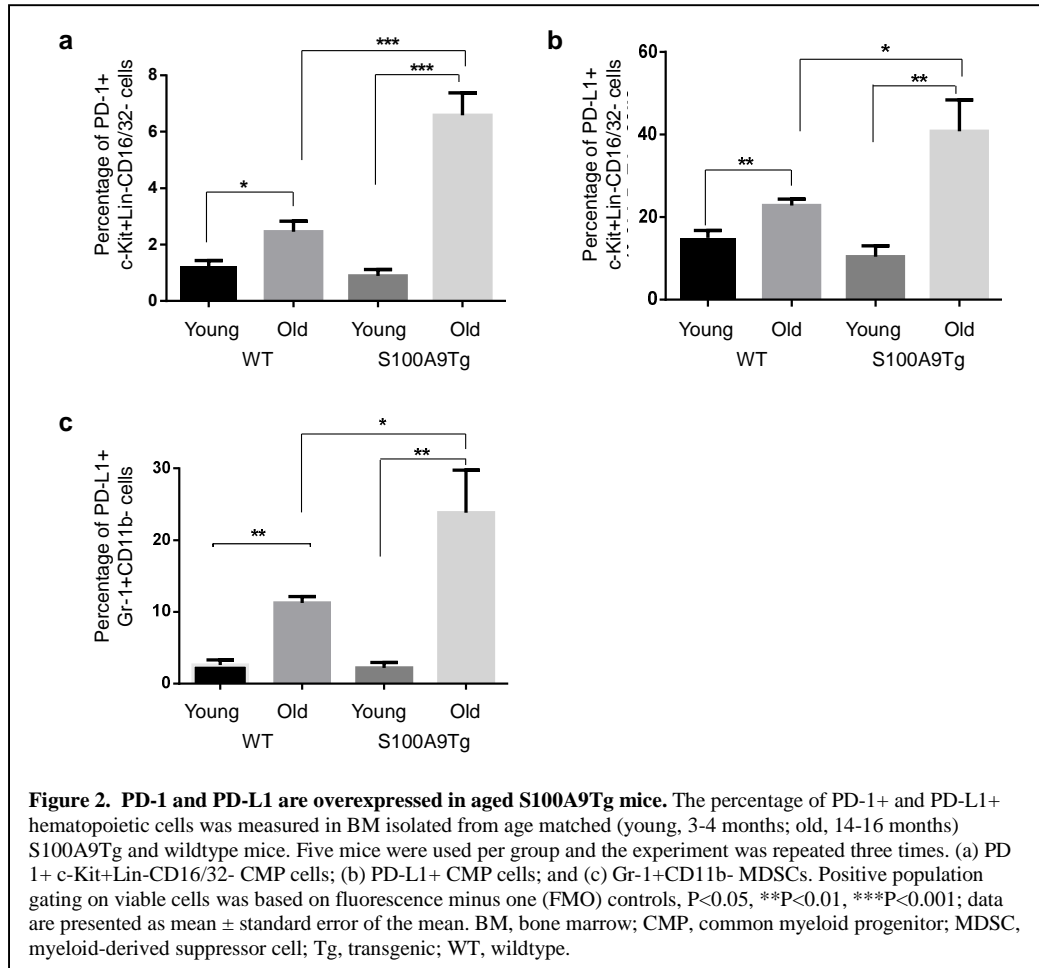 a
***
***
*
Percentage of PD-1+
c-Kit+Lin-CD16/32- cells
8
6
4
2
0
Young Old Young Old
WT S100A9Tg
b
*
**
**
Percentage of PD-L1+
c-Kit+Lin-CD16/32- cells
60
40
20
0
Young Old Young Old
WT S100A9Tg
c
*
**
**
Percentage of PD-L1+
Gr-1+CD11b- cells
30
20
10
0
Young Old Young Old
WT S100A9Tg
Figure 2. PD-1 and PD-L1 are overexpressed in aged S100A9Tg mice. The percentage of PD-1+ and PD-L1+
hematopoietic cells was measured in BM isolated from age matched (young, 3-4 months; old, 14-16 months)
S100A9Tg and wildtype mice. Five mice were used per group and the experiment was repeated three times. (a) PD
1+ c-Kit+Lin-CD16/32- CMP cells; (b) PD-L1+ CMP cells; and (c) Gr-1+CD11b- MDSCs. Positive population
gating on viable cells was based on fluorescence minus one (FMO) controls, P<0.05, **P<0.01, ***P<0.001; data
are presented as mean ± standard error of the mean. BM, bone marrow; CMP, common myeloid progenitor; MDSC,
myeloid-derived suppressor cell; Tg, transgenic; WT, wildtype.